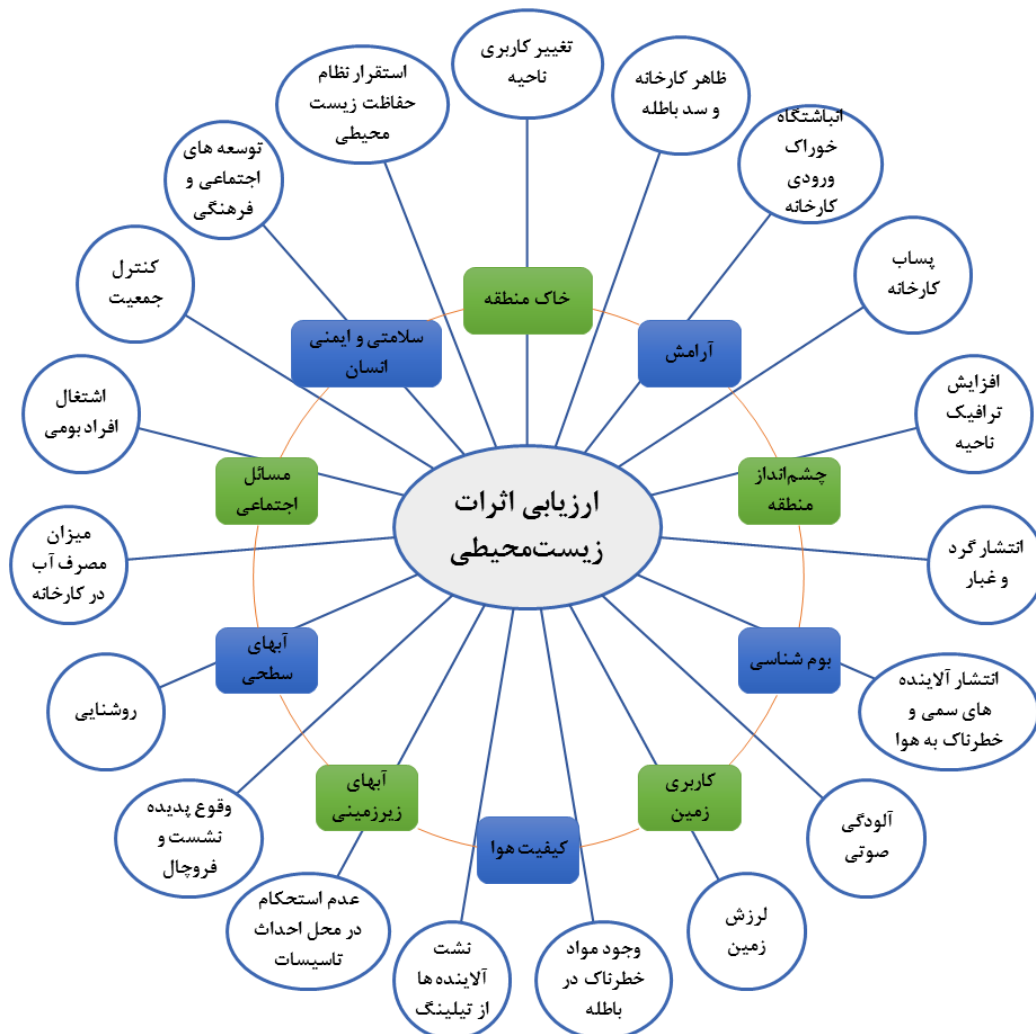 تغییر کاربری
ناحیه
ظاهر کارخانه
و سد باطله
انباشتگاه
خوراک
ورودی
کارخانه
پساب
کارخانه
افزایش
ترافیک
ناحیه
انتشار گرد
و غبار
انتشار آلاینده
های سمی و
خطرناک به هوا
آلودگی
صوتی
لرزش
زمین
وجود مواد
خطرناک در
باطله
نشت
آلاینده ها
از تیلینگ
عدم استحکام
در محل احداث
تاسیسات
وقوع پدیده
نشست و
فروچال
روشنایی
میزان
مصرف آب
در کارخانه
اشتغال
افراد بومی
کنترل
جمعیت
توسعه های
اجتماعی و
فرهنگی
استقرار نظام
حفاظت زیست
محیطی
خاک منطقه
آرامش
چشم‌انداز
منطقه
بوم شناسی
کاربری
زمین
کیفیت هوا
آبهای
زیرزمینی
آبهای
سطحی
مسائل
اجتماعی
سلامتی و ایمنی
انسان
ارزیابی اثرات
زیست‌محیطی